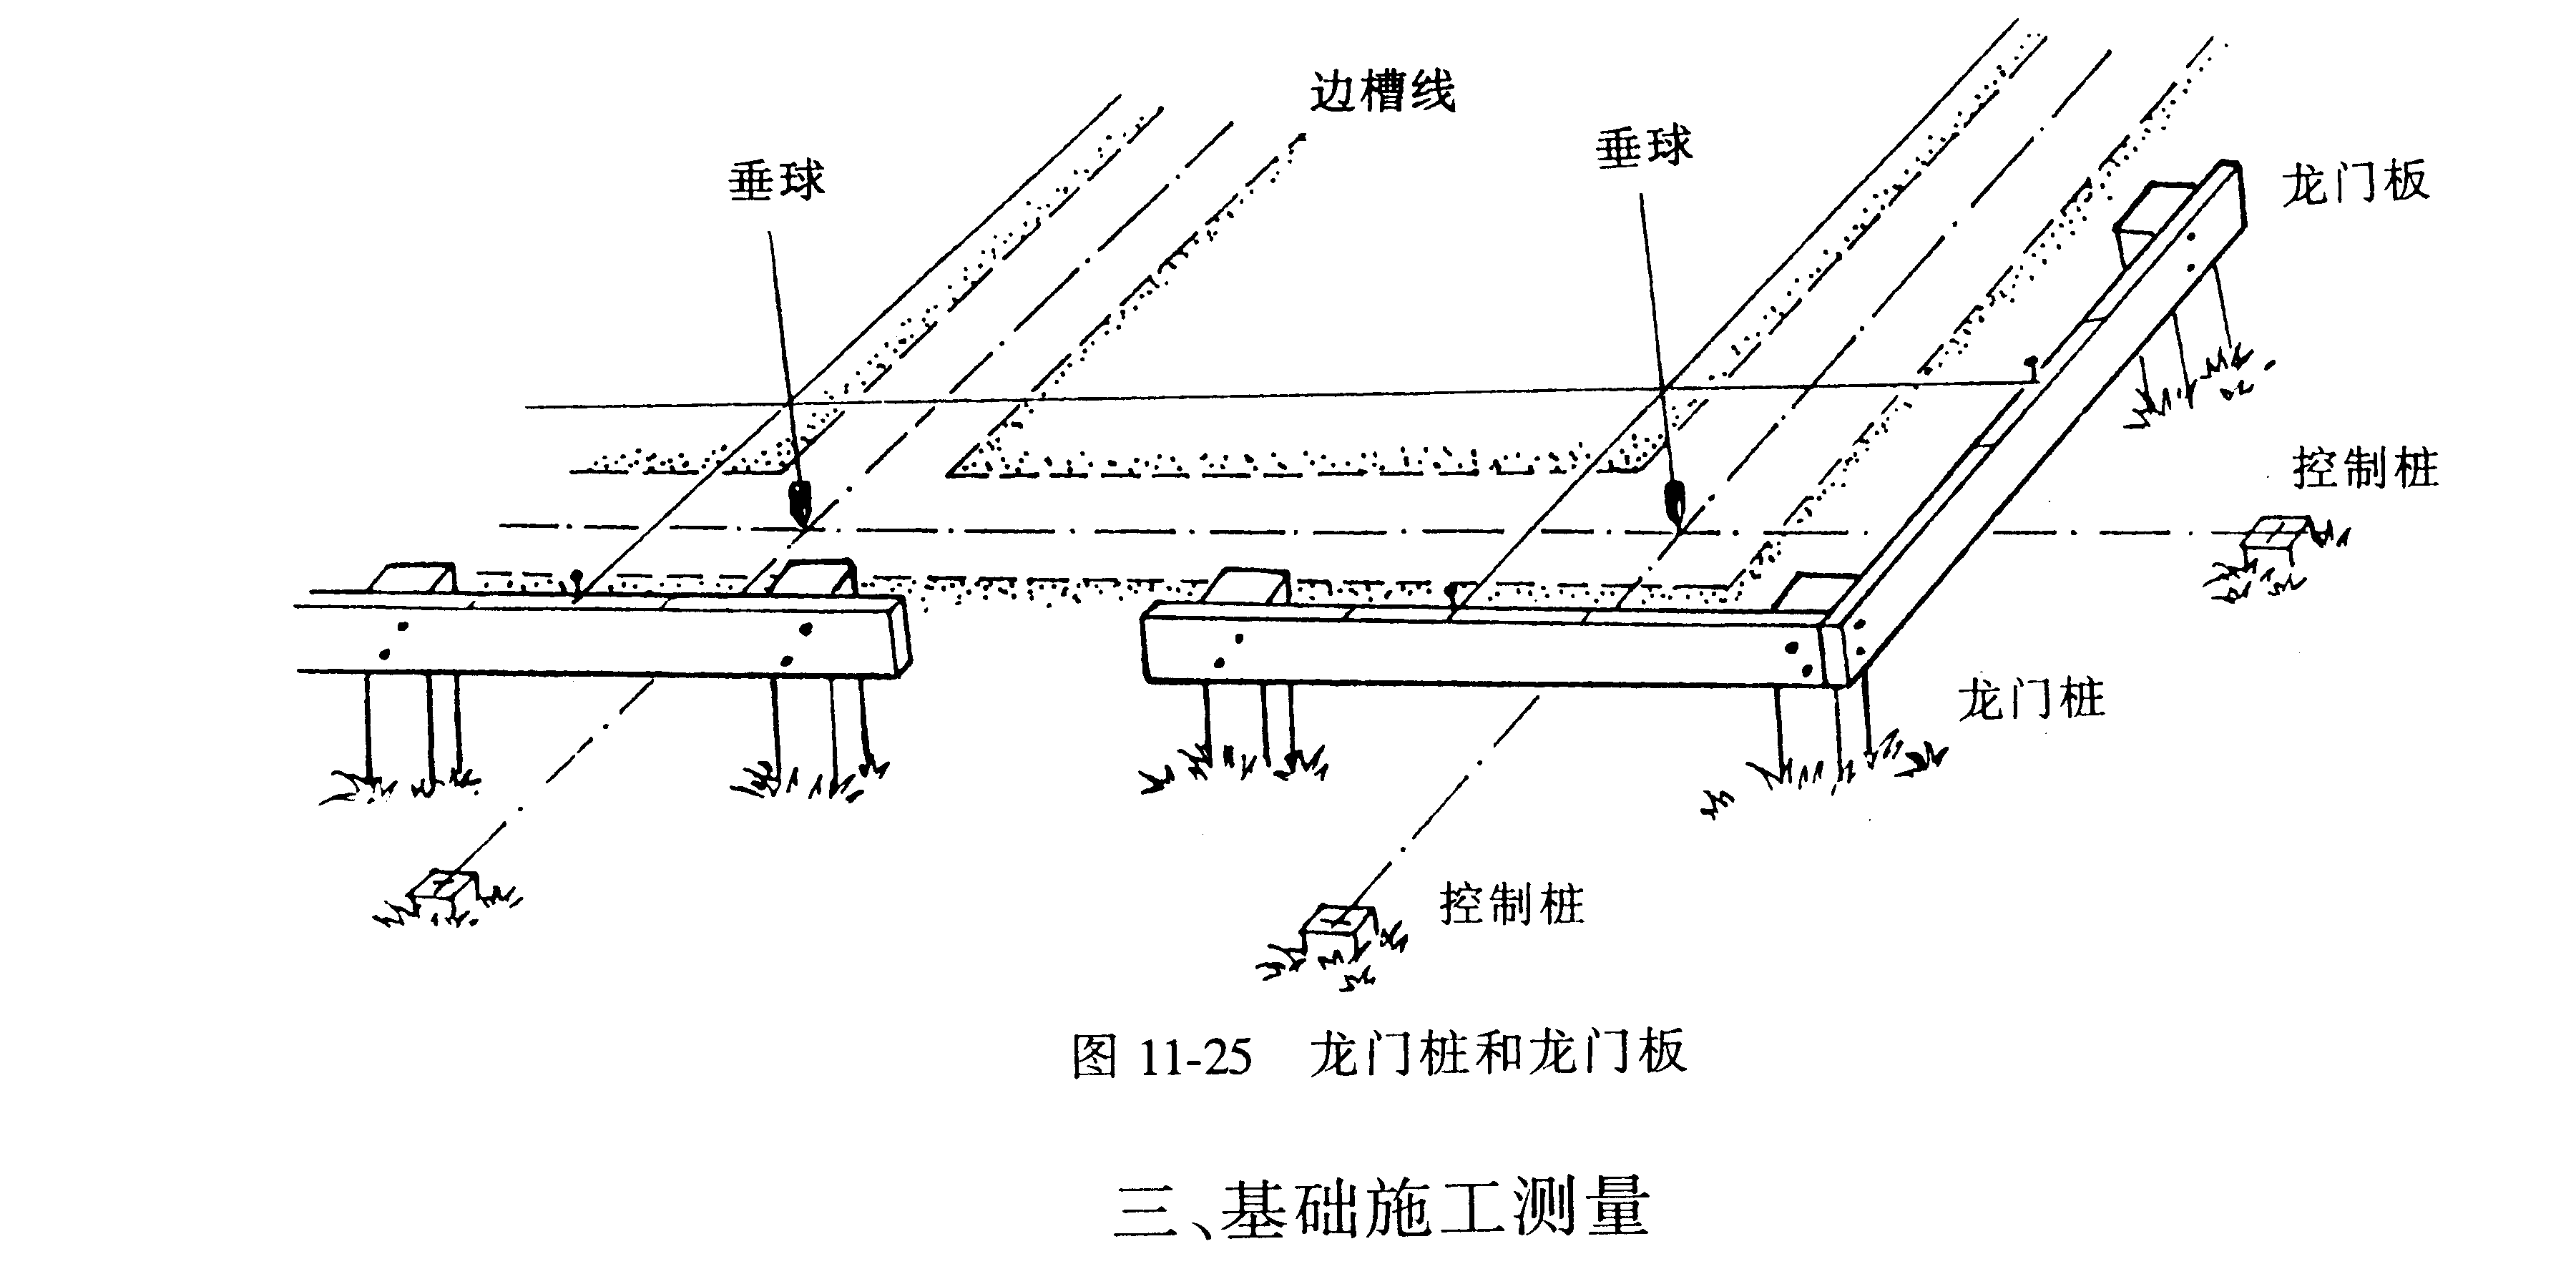 边槽线
垂球
垂球
龙门板
控制桩
龙门桩
控制桩
图 11-25 龙门桩和龙门板
三、基础施工测量